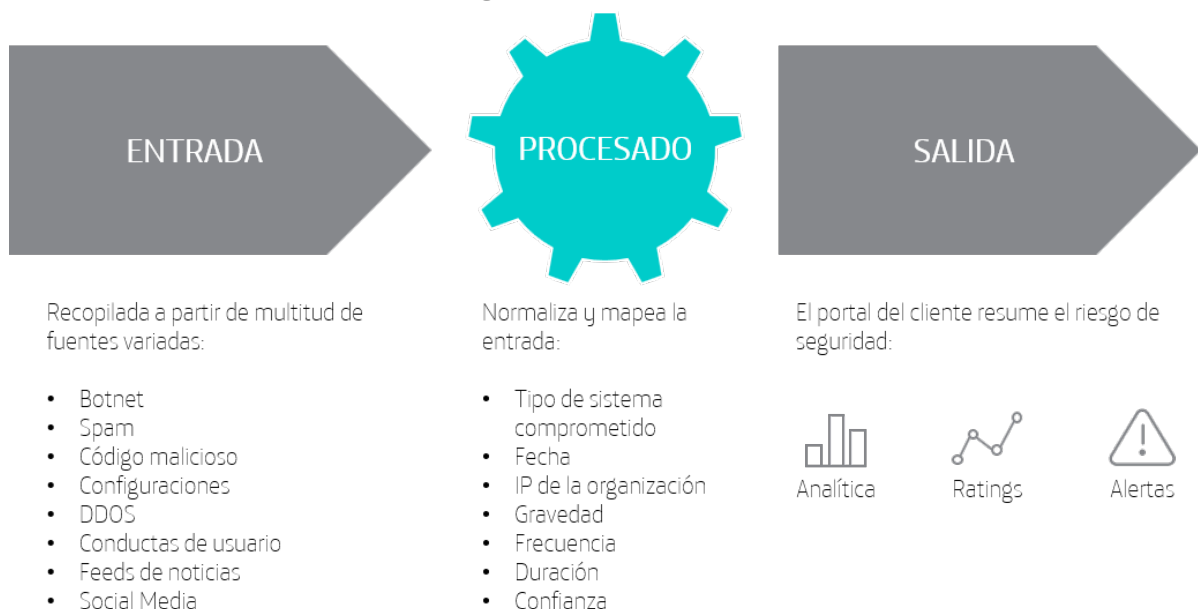 ENTRADA
PROCESADO
SALIDA
Recopilada a partir de multitud de
fuentes variadas:
• Botnet
• Spam
• Código malicioso
• Configuraciones
• DDOS
• Conductas de usuario
• Feeds de noticias
• Social Media
Normaliza y mapea la
entrada:
• Tipo de sistema
comprometido
• Fecha
• IP de la organización
• Gravedad
• Frecuencia
• Duración
• Confianza
El portal del cliente resume el riesgo de
seguridad:
Analítica
Ratings
Alertas